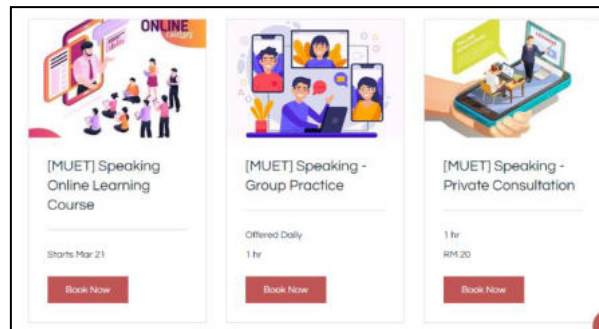 ONLINE
[MUET] Speaking
Online Learning
Course
Starts Mar 21
Book Now
[MUET] Speaking -
Group Practice
Offered Daily
1 hr
Book Now
[MUET] Speaking -
Private Consultation
1 hr
RM 20
Book Now